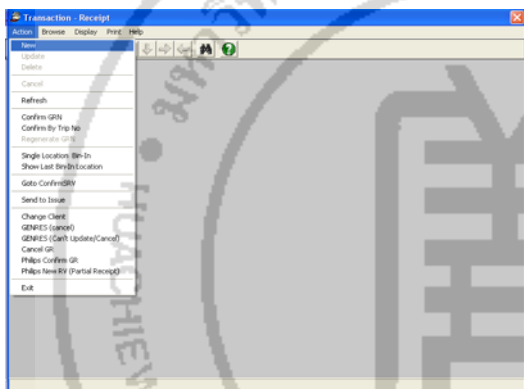 Transaction - Receipt
Action Browse Display Print Help
New
Update
Delete
Cancel
Refresh
Confirm GRN
Confirm By Trip No
Regenerate GRN
Single Location Bin-In
Show Last Bin-In Location
Goto ConfirmSRV
Send to Issue
Change Client
GENRES (cancel)
GENRES (Can't Update/Cancel)
Cancel GR
Philips Confirm GR
Philips New RV (Partial Receipt)
Exit
HUACHIEW